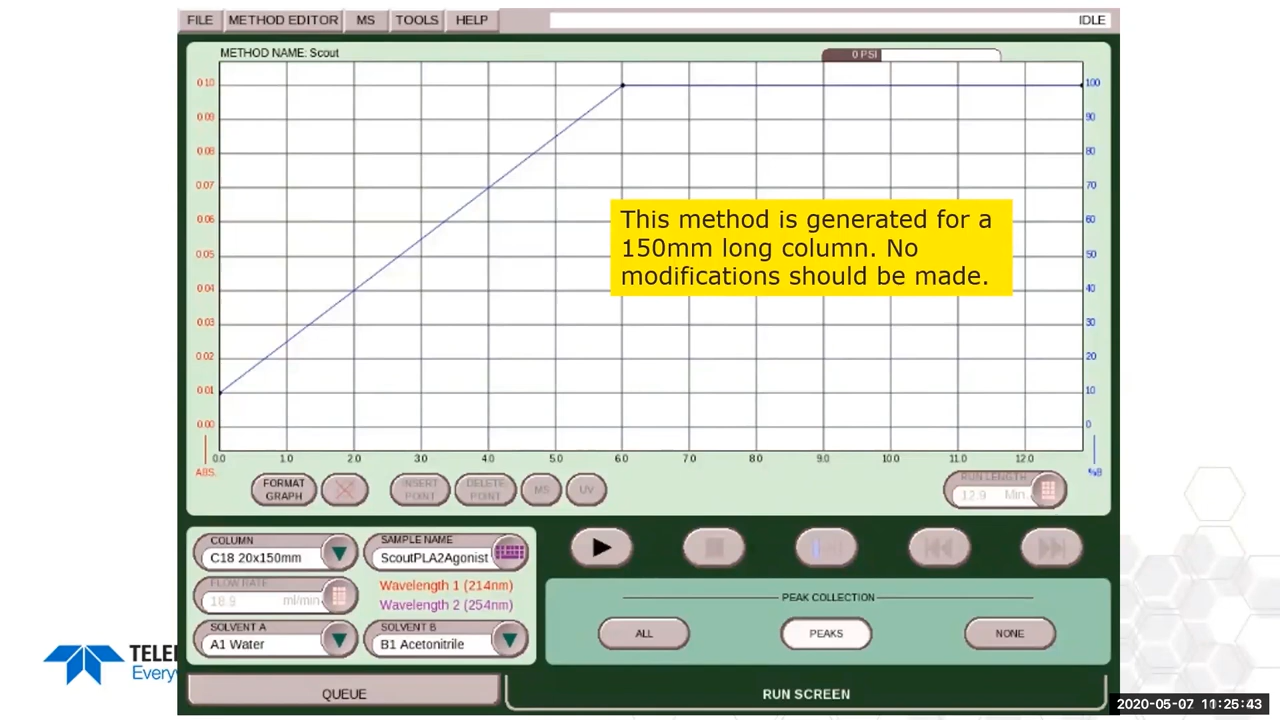 FILE METHOD EDITOR MS TOOLS HELP IDLE
METHOD NAME: Scout
0 PSI
0.10 100
0.09 90
0.08 80
0.07 70
0.06 60
0.05 50
0.04 40
0.03 30
0.02 20
0.01 10
0.00 0
This method is generated for a
150mm long column. No
modifications should be made.
0.0 1.0 2.0 3.0 4.0 5.0 6.0 7.0 8.0 9.0 10.0 11.0 12.0
ABS. %B
FORMAT
GRAPH
INSERT
POINT
DELETE
POINT
MS
UV
RUN LENGTH
12.9 Min.
COLUMN
C18 20x150mm
SAMPLE NAME
ScoutPLA2Agonist
FLOW RATE
18.9 ml/min
Wavelength 1 (214nm)
Wavelength 2 (254nm)
SOLVENT A
A1 Water
SOLVENT B
B1 Acetonitrile
PEAK COLLECTION
ALL PEAKS NONE
QUEUE RUN SCREEN
TELE
Everyw
2020-05-07 11:25:43